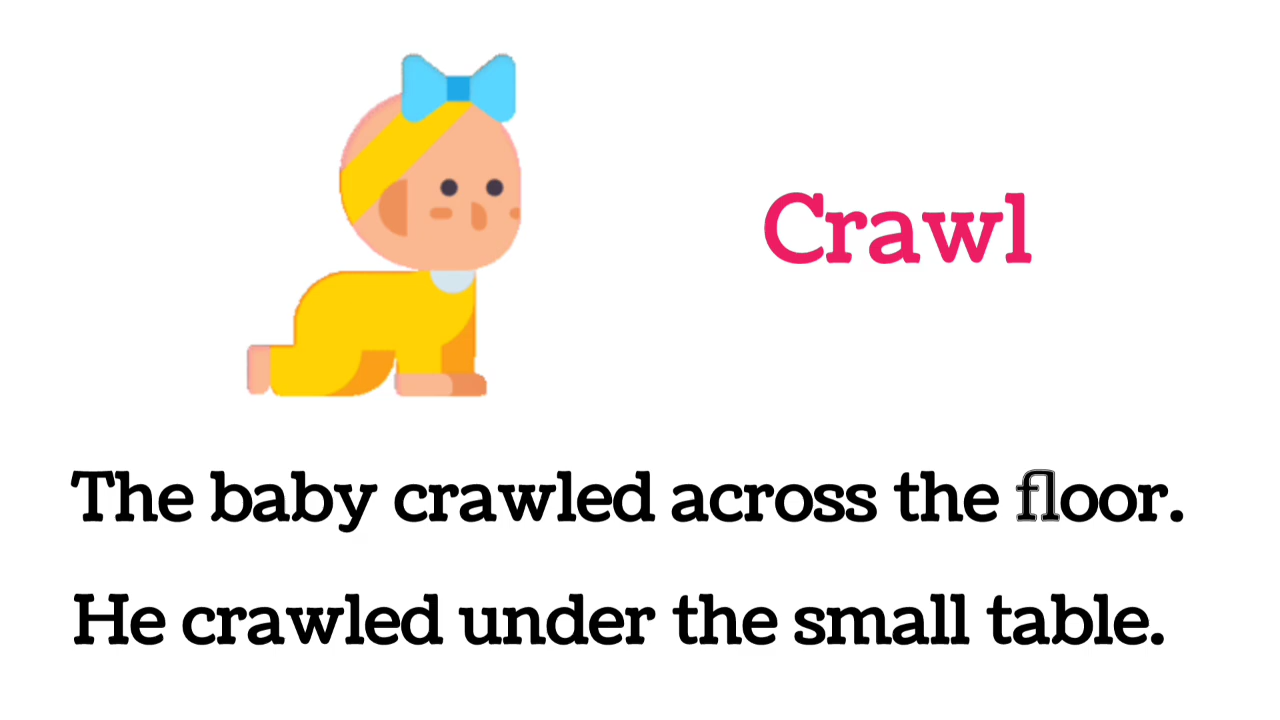 Crawl
The baby crawled across the floor.
He crawled under the small table.